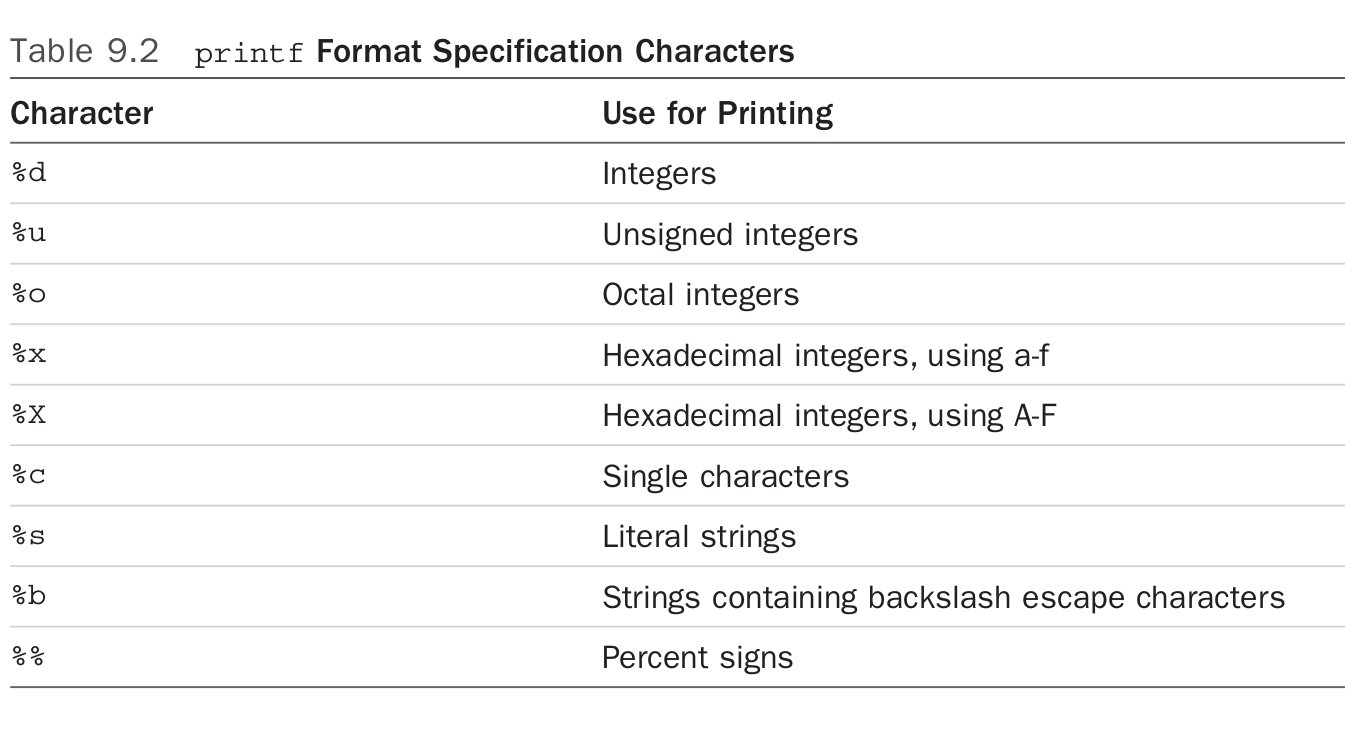 Table 9.2 printf Format Specification Characters
Character Use for Printing
%d Integers
%u Unsigned integers
%o Octal integers
%x Hexadecimal integers, using a-f
%X Hexadecimal integers, using A-F
%c Single characters
%s Literal strings
%b Strings containing backslash escape characters
%% Percent signs